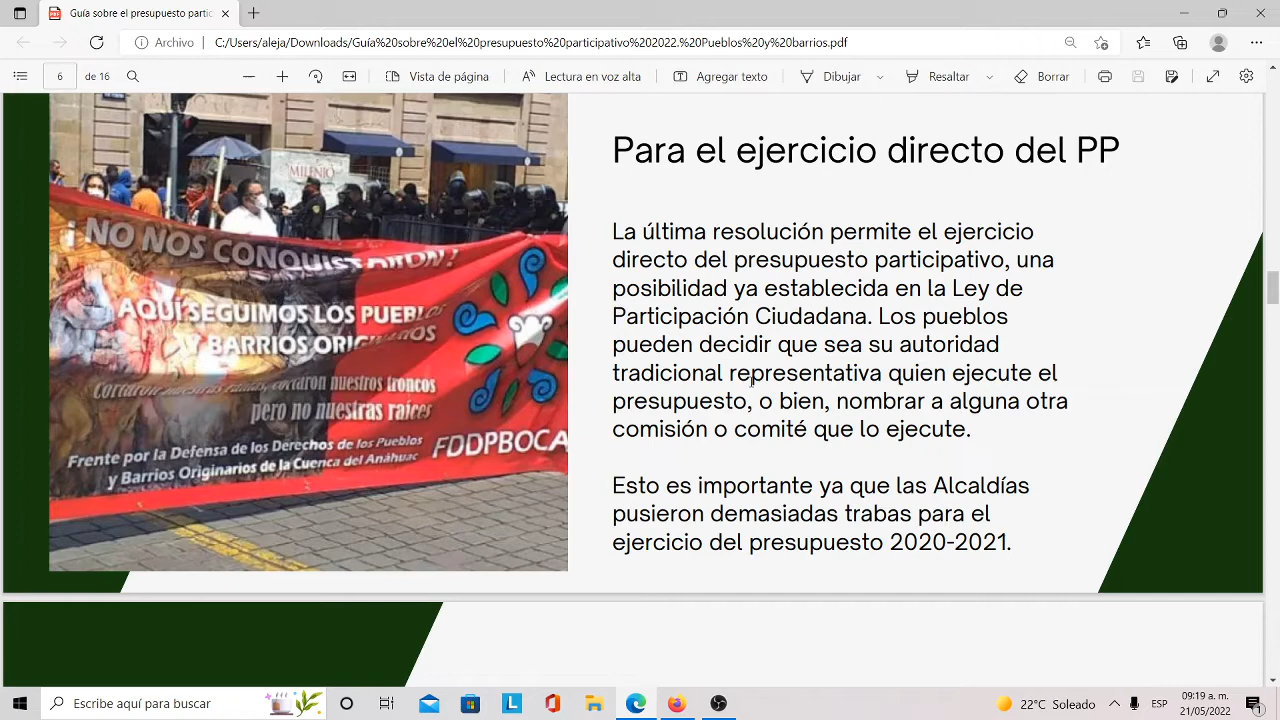 Guía sobre el presupuesto partic
Archivo
C:/Users/aleja/Downloads/Guía%20sobre%20el%20presupuesto%20participativo%202022.%20Pueblos%20y%20barrios.pdf
6
de 16
Vista de página
Lectura en voz alta
Agregar texto
Dibujar
Resaltar
Borrar
MILENIO
¡NO NOS CONQUISTARON!
AQUÍ SEGUIMOS LOS PUEBLOS
Y BARRIOS ORIGINARIOS
Cortaron nuestras ramas, cortaron nuestros troncos
pero no nuestras raíces
Frente por la Defensa de los Derechos de los Pueblos
y Barrios Originarios de la Cuenca del Anáhuac
FDDPBOCA
Para el ejercicio directo del PP
La última resolución permite el ejercicio
directo del presupuesto participativo, una
posibilidad ya establecida en la Ley de
Participación Ciudadana. Los pueblos
pueden decidir que sea su autoridad
tradicional representativa quien ejecute el
presupuesto, o bien, nombrar a alguna otra
comisión o comité que lo ejecute.
Esto es importante ya que las Alcaldías
pusieron demasiadas trabas para el
ejercicio del presupuesto 2020-2021.
Escribe aquí para buscar
22°C Soleado
ESP
09:19 a. m.
21/05/2022
1